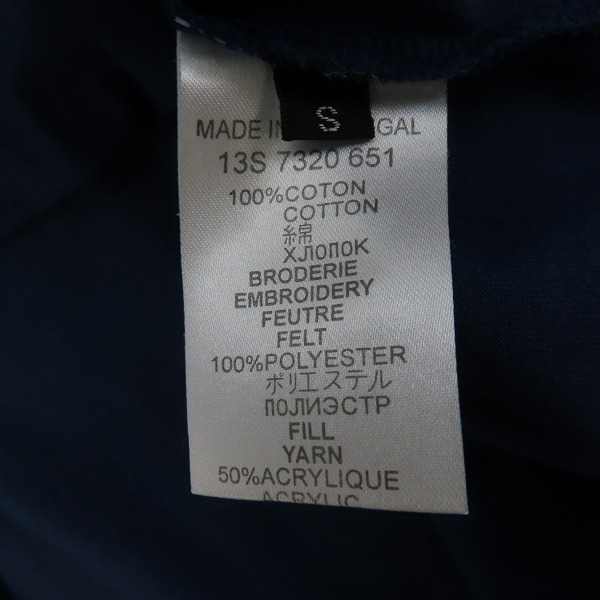 S
MADE IN GAL
13S 7320 651
100%COTON
COTTON
綿
ХЛОПОК
BRODERIE
EMBROIDERY
FEUTRE
FELT
100%POLYESTER
ポリエステル
ПОЛИЭСТР
FILL
YARN
50%ACRYLIQUE
ACRYLIC